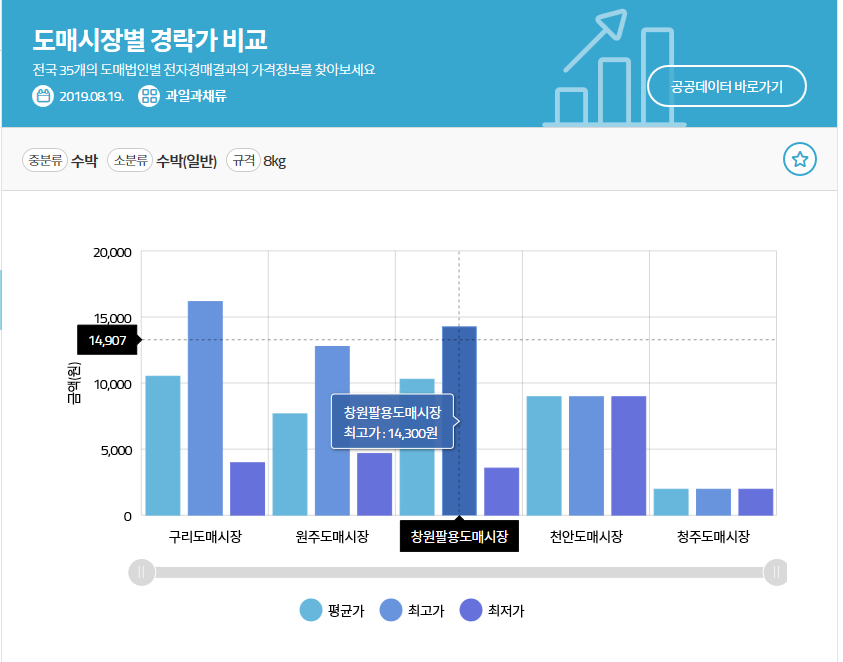 도매시장별 경락가 비교
전국 35개의 도매법인별 전자경매결과의 가격정보를 찾아보세요
2019.08.19. 과일과채류
공공데이터 바로가기
중분류 수박 소분류 수박(일반) 규격 8kg
20,000
15,000
14,907
10,000
5,000
0
금액(원)
창원팔용도매시장
최고가 : 14,300원
구리도매시장 원주도매시장 창원팔용도매시장 천안도매시장 청주도매시장
평균가 최고가 최저가